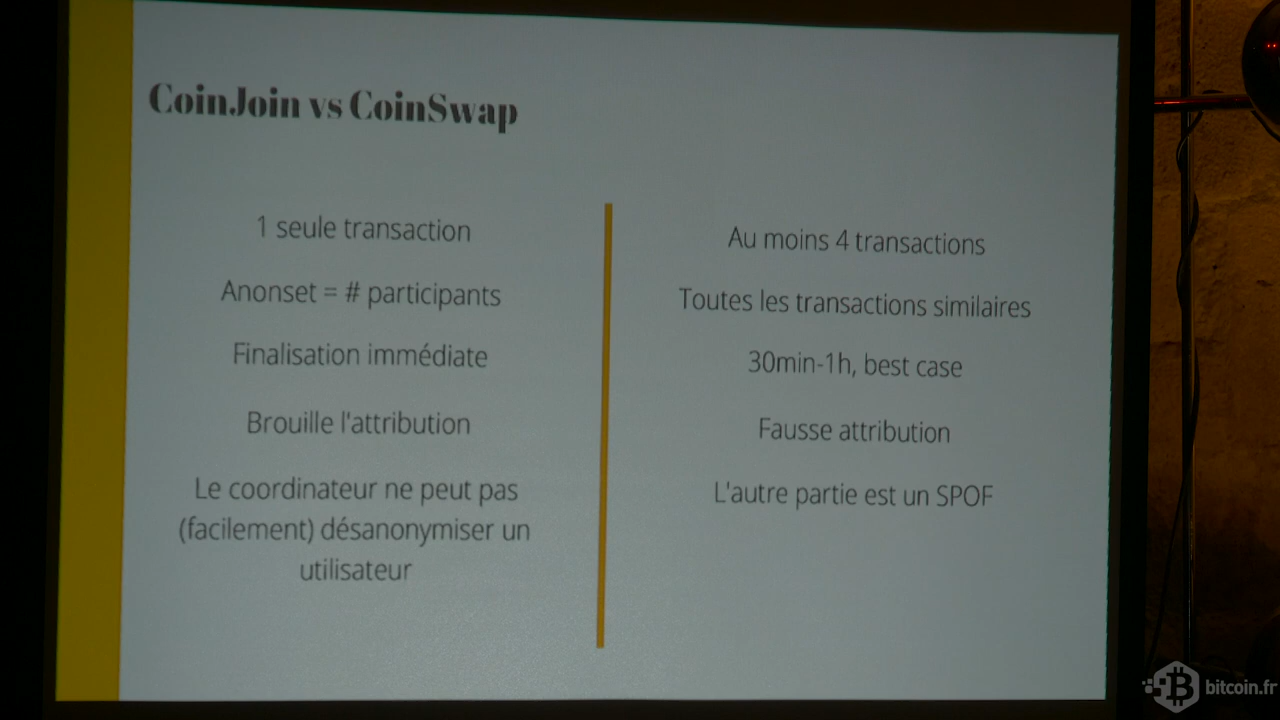 CoinJoin vs CoinSwap
1 seule transaction
Anonset = # participants
Finalisation immédiate
Brouille l'attribution
Le coordinateur ne peut pas
(facilement) désanonymiser un
utilisateur
Au moins 4 transactions
Toutes les transactions similaires
30min-1h, best case
Fausse attribution
L'autre partie est un SPOF
bitcoin.fr